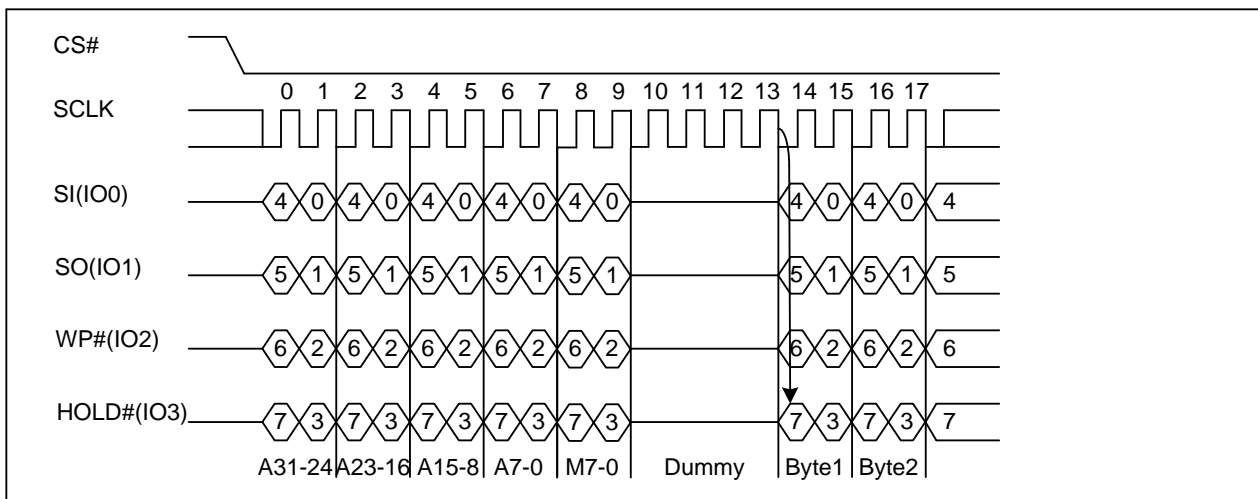 CS#
0 1 2 3 4 5 6 7 8 9 10 11 12 13 14 15 16 17
SCLK
SI(IO0) 4 0 4 0 4 0 4 0 4 0 4 0 4 0 4
SO(IO1) 5 1 5 1 5 1 5 1 5 1 5 1 5 1 5
WP#(IO2) 6 2 6 2 6 2 6 2 6 2 6 2 6 2 6
HOLD#(IO3) 7 3 7 3 7 3 7 3 7 3 7 3 7 3 7
A31-24 A23-16 A15-8 A7-0 M7-0 Dummy Byte1 Byte2